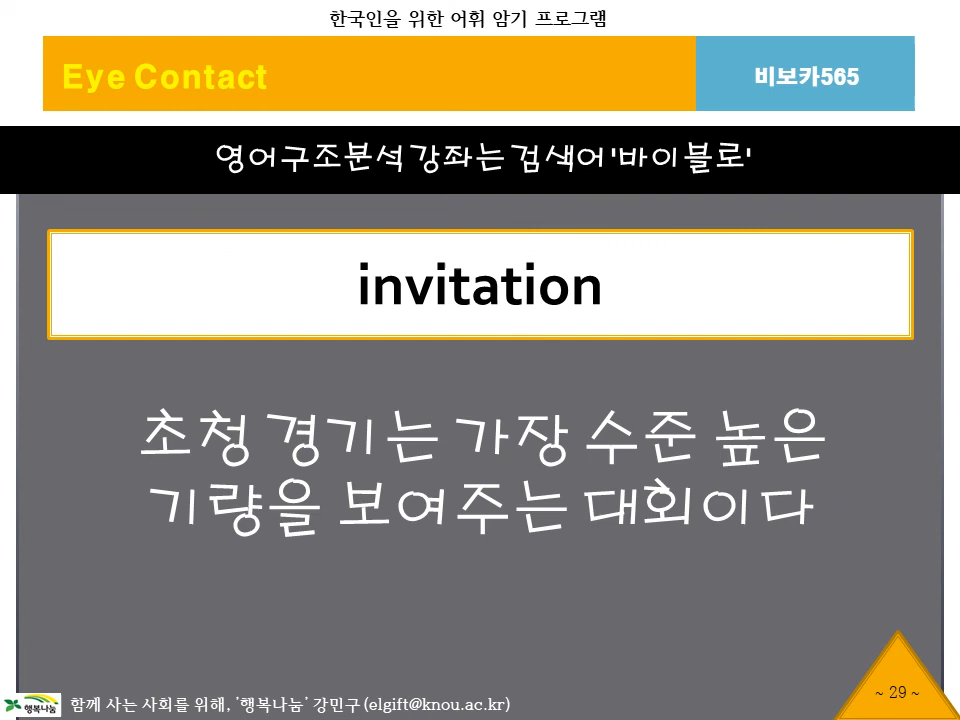 한국인을 위한 어휘 암기 프로그램
Eye Contact
비보카565
영어구조분석 강좌는 검색어 '바이블로'
invitation
초청 경기는 가장 수준 높은
기량을 보여주는 대회이다
~ 29 ~
행복나눔
함께 사는 사회를 위해, '행복나눔' 강민구 (elgift@knou.ac.kr)